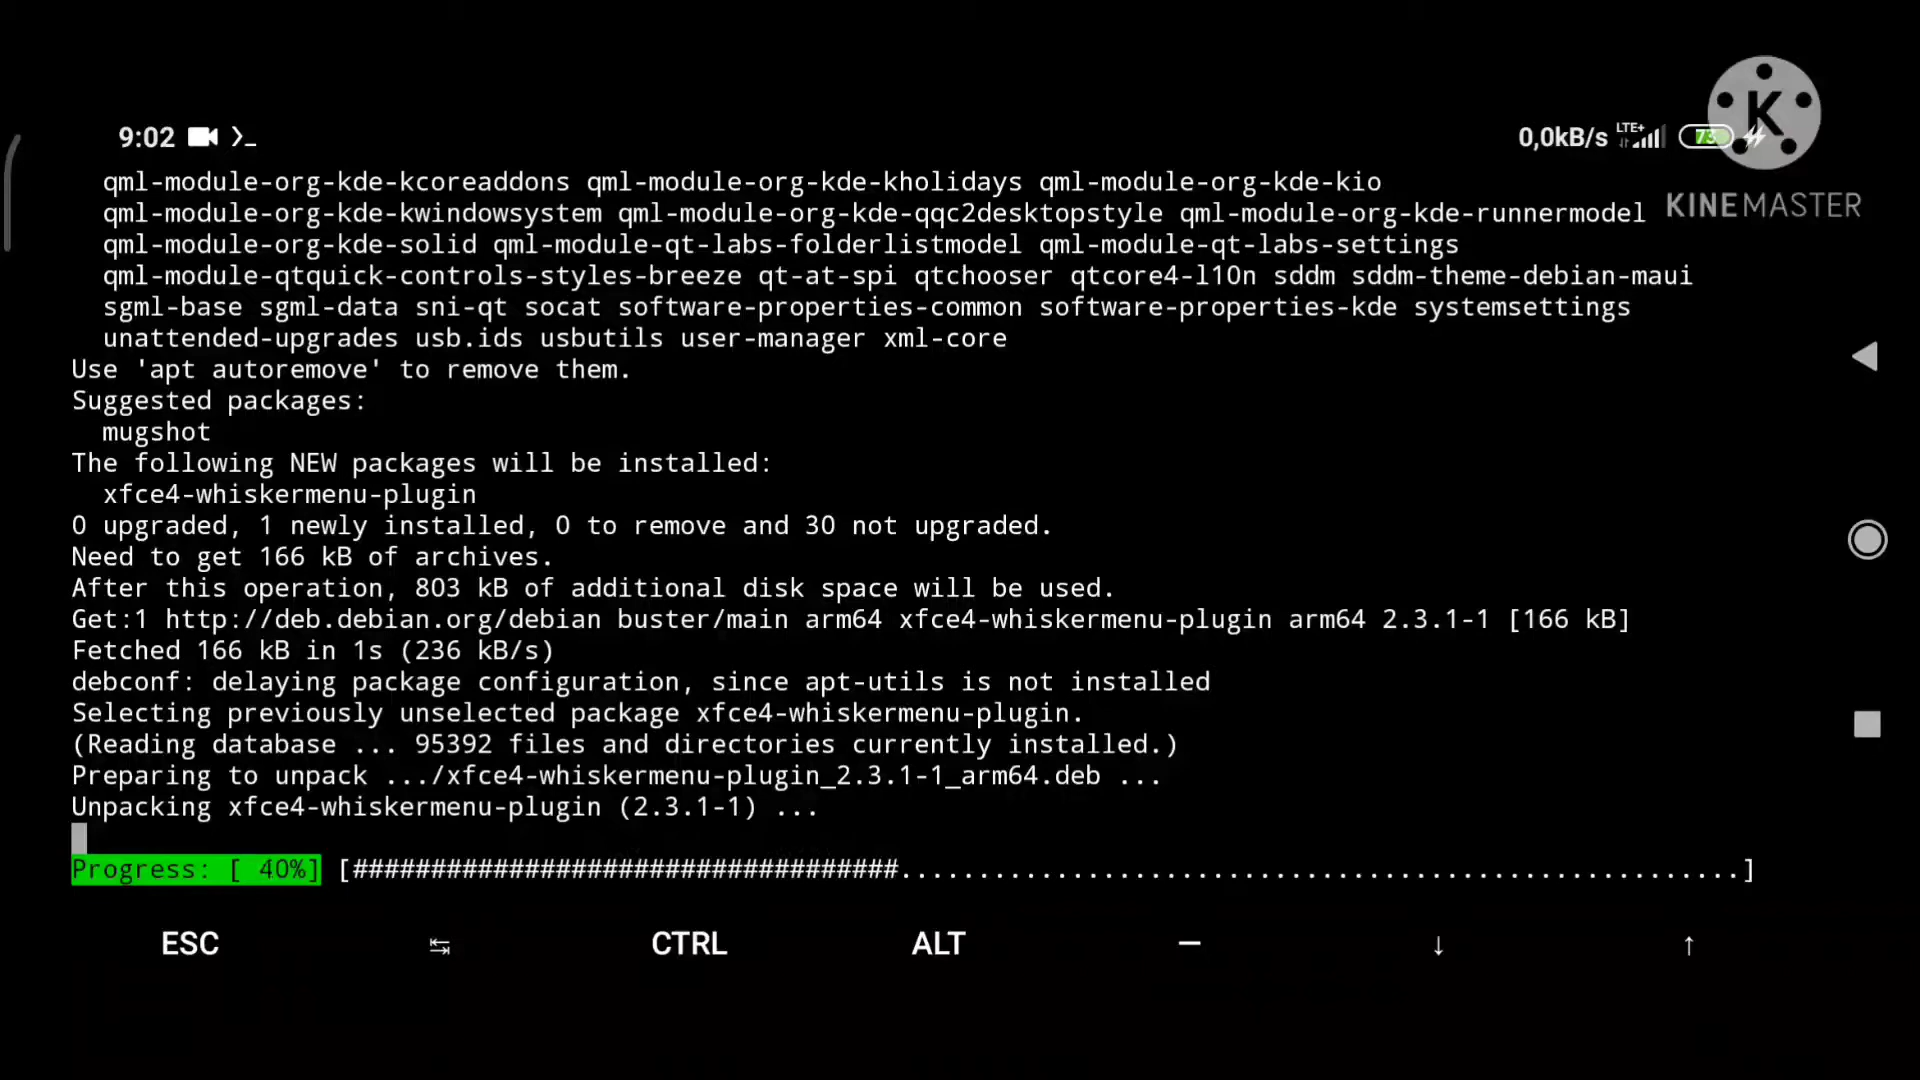 9:02
0,0kB/s LTE+ 73
KINEMASTER
qml-module-org-kde-kcoreaddons qml-module-org-kde-kholidays qml-module-org-kde-kio
qml-module-org-kde-kwindowsystem qml-module-org-kde-qqc2desktopstyle qml-module-org-kde-runnermodel
qml-module-org-kde-solid qml-module-qt-labs-folderlistmodel qml-module-qt-labs-settings
qml-module-qtquick-controls-styles-breeze qt-at-spi qtchooser qtcore4-l10n sddm sddm-theme-debian-maui
sgml-base sgml-data sni-qt socat software-properties-common software-properties-kde systemsettings
unattended-upgrades usb.ids usbutils user-manager xml-core
Use 'apt autoremove' to remove them.
Suggested packages:
mugshot
The following NEW packages will be installed:
xfce4-whiskermenu-plugin
0 upgraded, 1 newly installed, 0 to remove and 30 not upgraded.
Need to get 166 kB of archives.
After this operation, 803 kB of additional disk space will be used.
Get:1 http://deb.debian.org/debian buster/main arm64 xfce4-whiskermenu-plugin arm64 2.3.1-1 [166 kB]
Fetched 166 kB in 1s (236 kB/s)
debconf: delaying package configuration, since apt-utils is not installed
Selecting previously unselected package xfce4-whiskermenu-plugin.
(Reading database ... 95392 files and directories currently installed.)
Preparing to unpack .../xfce4-whiskermenu-plugin_2.3.1-1_arm64.deb ...
Unpacking xfce4-whiskermenu-plugin (2.3.1-1) ...
Progress: [ 40%] [###################################......................................................]
ESC ↹ CTRL ALT — ↓ ↑